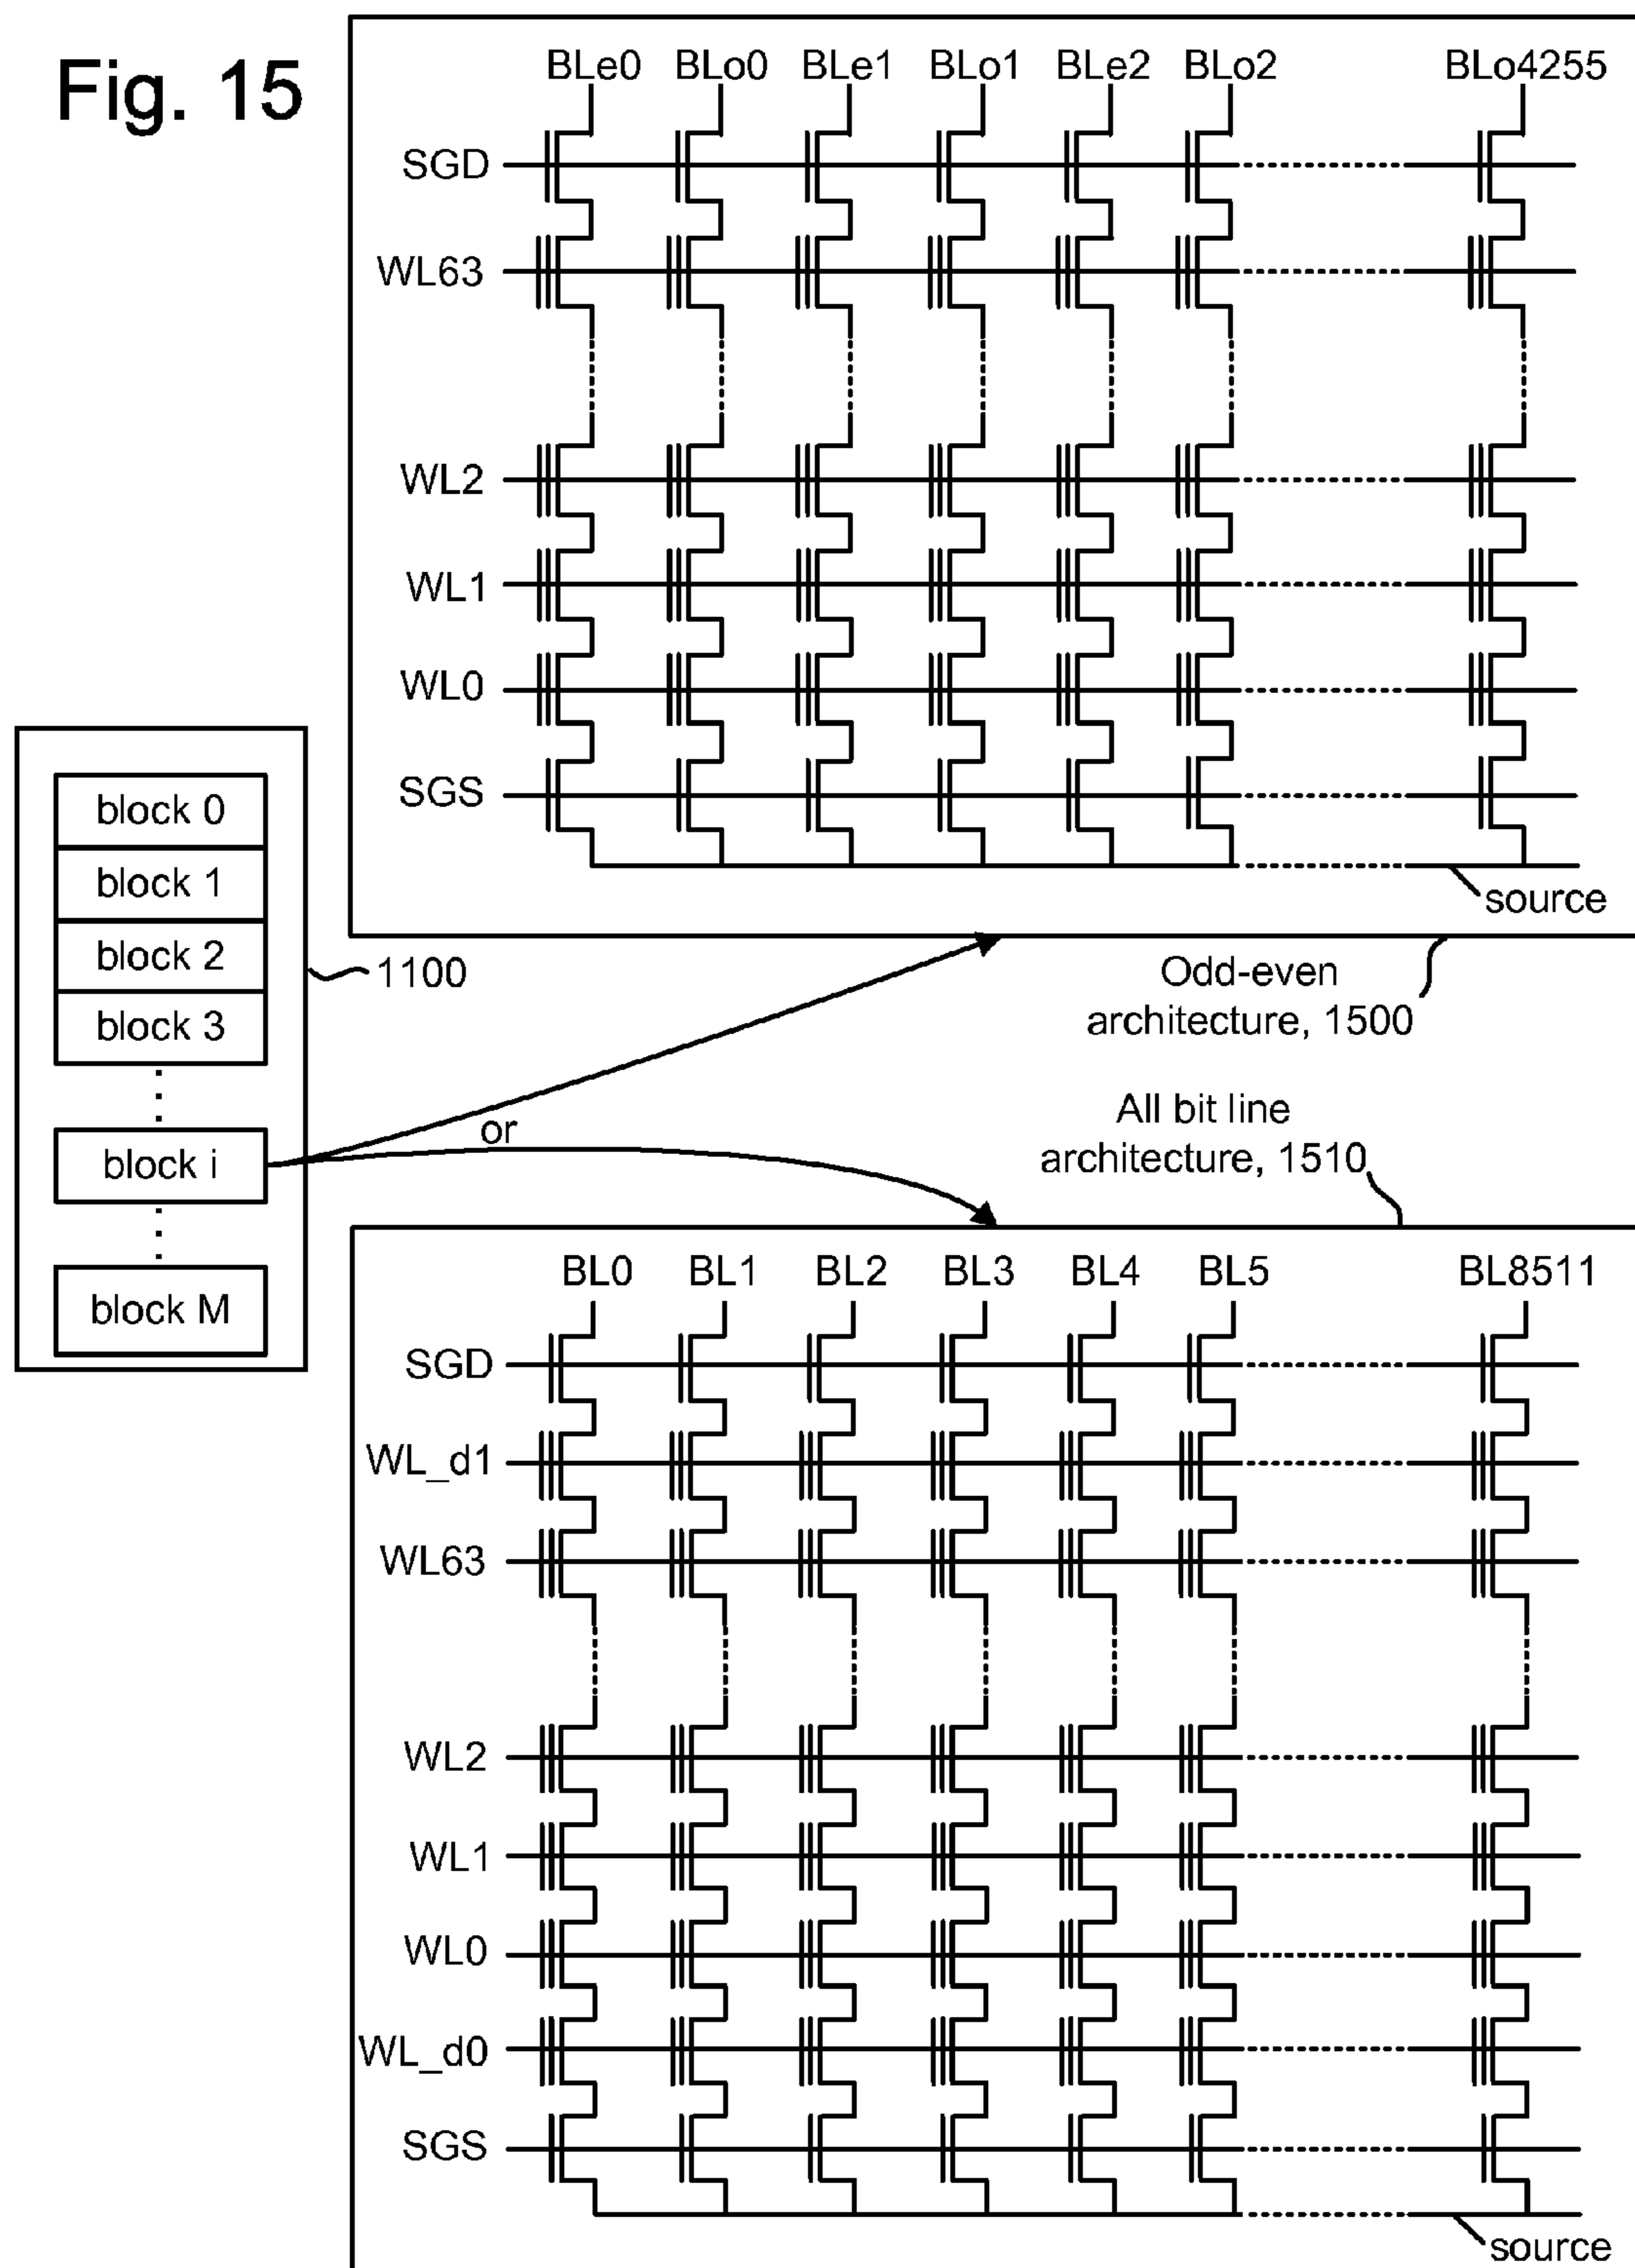 Fig. 15
BLe0 BLo0 BLe1 BLo1 BLe2 BLo2 BLo4255
SGD
WL63
WL2
WL1
WL0
SGS
source
block 0
block 1
block 2
block 3
block i
block M
1100
or
Odd-even
architecture, 1500
All bit line
architecture, 1510
BL0 BL1 BL2 BL3 BL4 BL5 BL8511
SGD
WL_d1
WL63
WL2
WL1
WL0
WL_d0
SGS
source